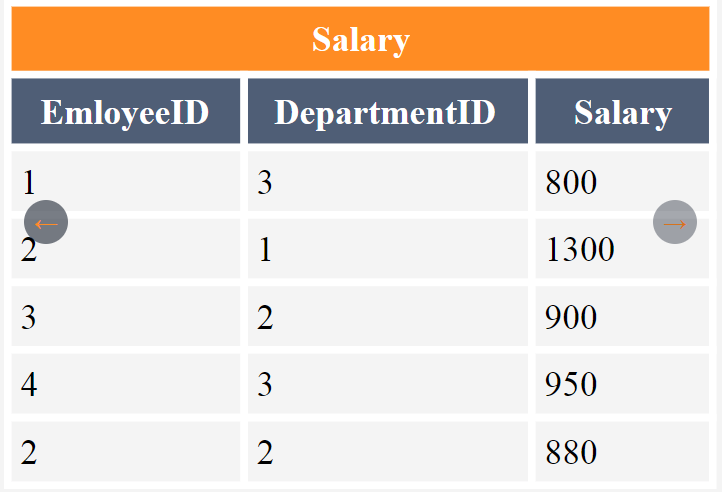 Salary
EmloyeeID DepartmentID Salary
1 3 800
← →
2 1 1300
3 2 900
4 3 950
2 2 880